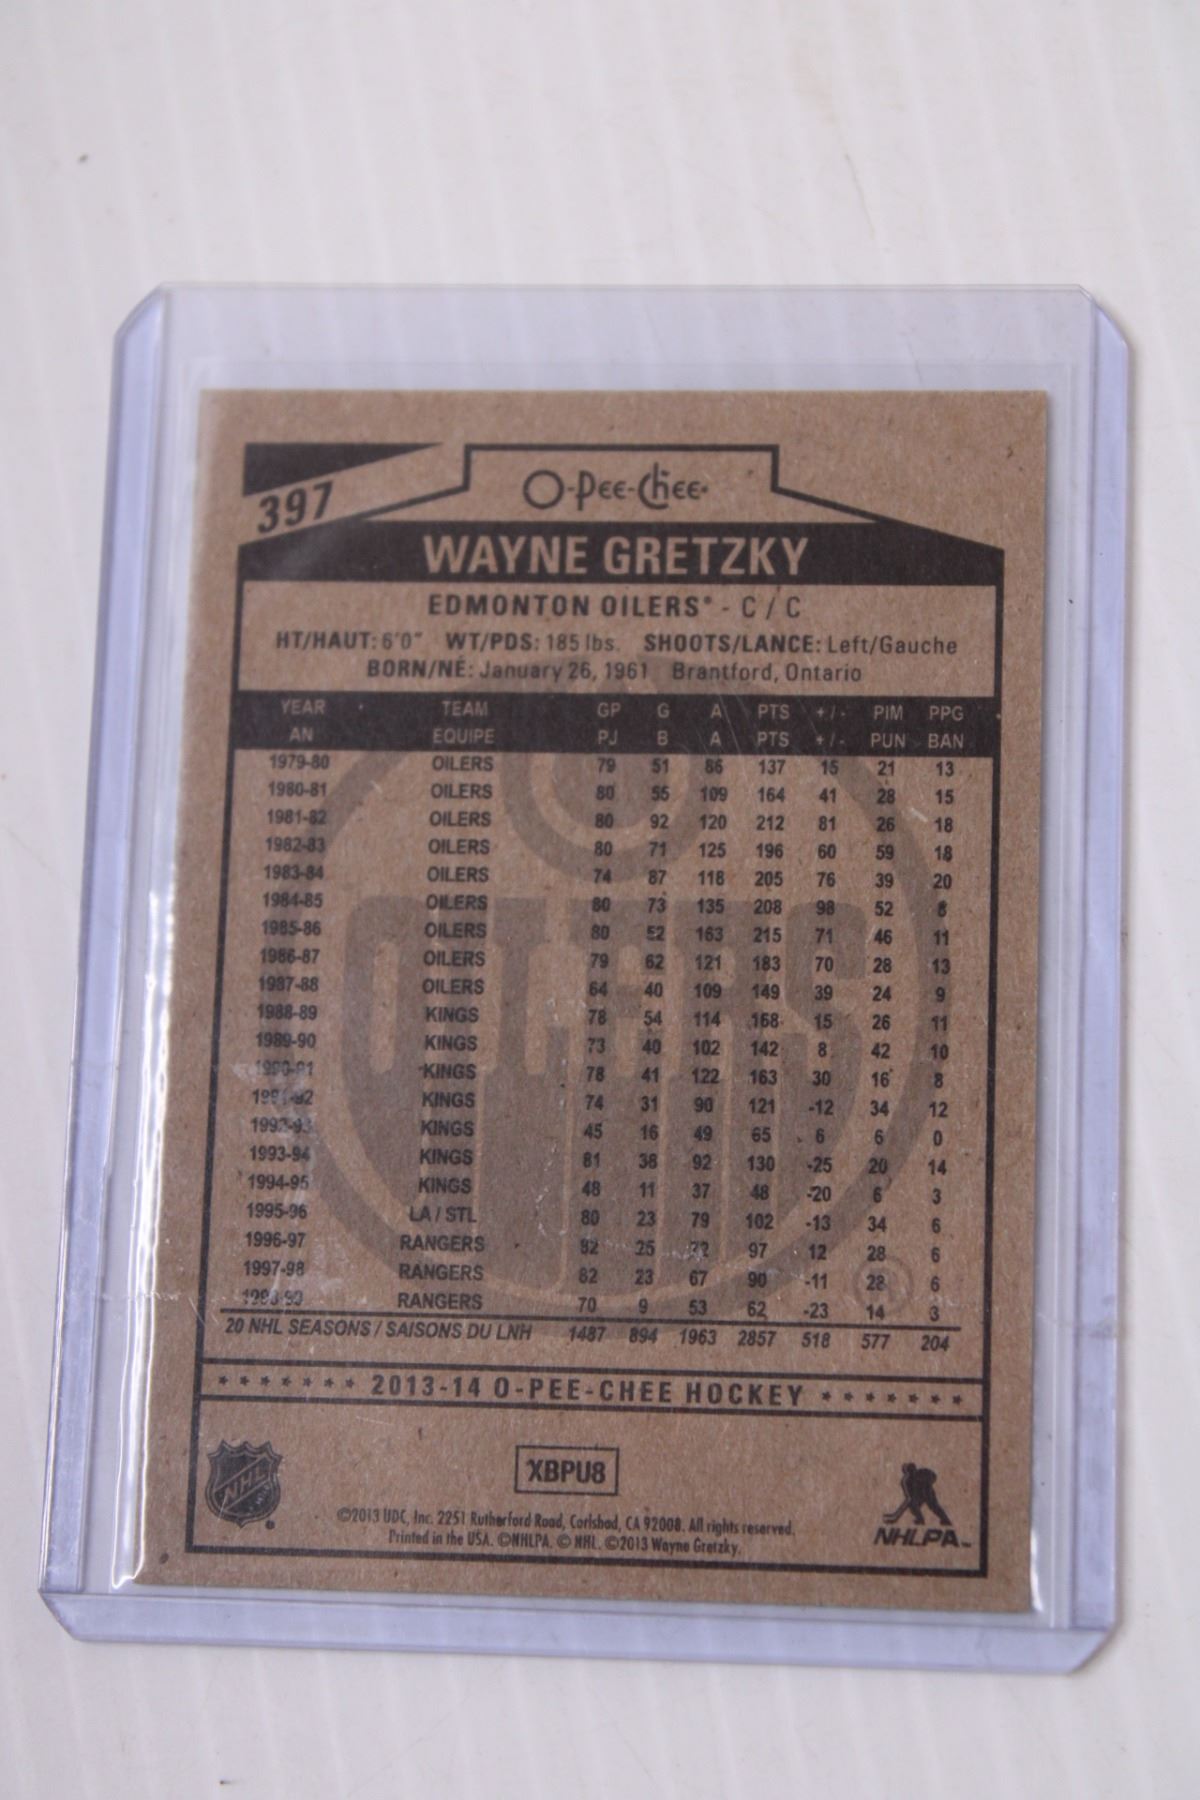 397
O-Pee-Chee
WAYNE GRETZKY
EDMONTON OILERS® - C / C
HT/HAUT: 6'0" WT/PDS: 185 lbs. SHOOTS/LANCE: Left/Gauche
BORN/NÉ: January 26, 1961 Brantford, Ontario
YEAR TEAM GP G A PTS +/- PIM PPG
AN EQUIPE PJ B A PTS +/- PUN BAN
1979-80 OILERS 79 51 86 137 15 21 13
1980-81 OILERS 80 55 109 164 41 28 15
1981-82 OILERS 80 92 120 212 81 26 18
1982-83 OILERS 80 71 125 196 60 59 18
1983-84 OILERS 74 87 118 205 76 39 20
1984-85 OILERS 80 73 135 208 98 52 8
1985-86 OILERS 80 52 163 215 71 46 11
1986-87 OILERS 79 62 121 183 70 28 13
1987-88 OILERS 64 40 109 149 39 24 9
1988-89 KINGS 78 54 114 168 15 26 11
1989-90 KINGS 73 40 102 142 8 42 10
1990-91 KINGS 78 41 122 163 30 16 8
1991-92 KINGS 74 31 90 121 -12 34 12
1992-93 KINGS 45 16 49 65 6 6 0
1993-94 KINGS 81 38 92 130 -25 20 14
1994-95 KINGS 48 11 37 48 -20 6 3
1995-96 LA / STL 80 23 79 102 -13 34 6
1996-97 RANGERS 82 25 72 97 12 28 6
1997-98 RANGERS 82 23 67 90 -11 28 6
1998-99 RANGERS 70 9 53 62 -23 14 3
20 NHL SEASONS / SAISONS DU LNH 1487 894 1963 2857 518 577 204
OILERS
2013-14 O-PEE-CHEE HOCKEY
NHL
XBPU8
©2013 UDC, Inc. 2251 Rutherford Road, Carlsbad, CA 92008. All rights reserved.
Printed in the USA. ©NHLPA. © NHL. ©2013 Wayne Gretzky.
NHLPA™